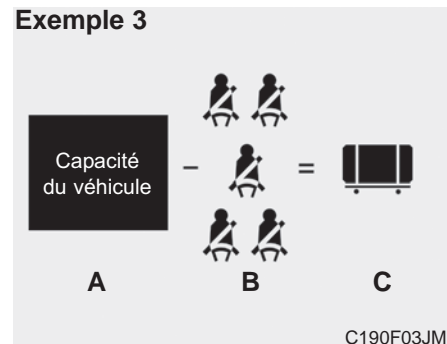 Exemple 3
Capacité
du véhicule
–
=
A
B
C
C190F03JM